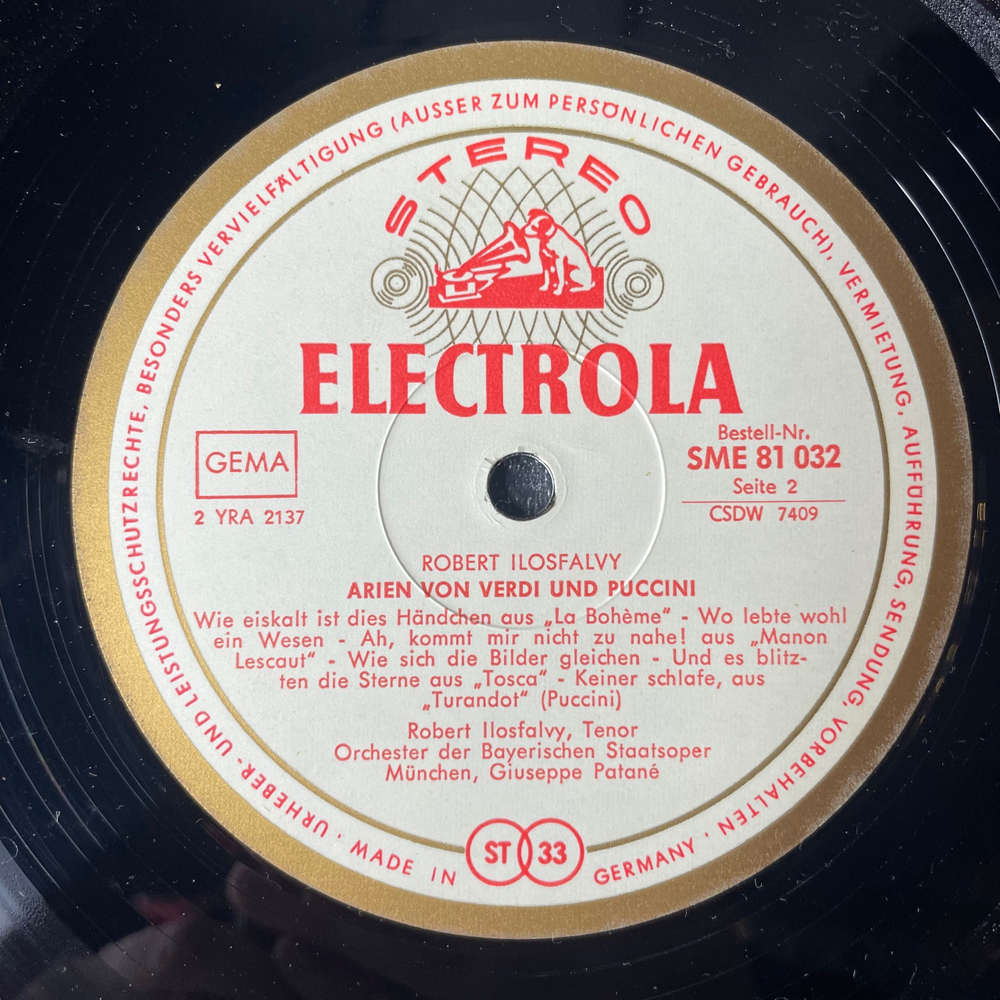 URHEBER- UND LEISTUNGSSCHUTZRECHTE, BESONDERS VERVIELFÄLTIGUNG (AUSSER ZUM PERSÖNLICHEN GEBRAUCH), VERMIETUNG, AUFFÜHRUNG, SENDUNG, VORBEHALTEN · MADE IN GERMANY ·
STEREO
ELECTROLA
GEMA
2 YRA 2137
Bestell-Nr.
SME 81 032
Seite 2
CSDW 7409
ROBERT ILOSFALVY
ARIEN VON VERDI UND PUCCINI
Wie eiskalt ist dies Händchen aus „La Bohème“ - Wo lebte wohl
ein Wesen - Ah, kommt mir nicht zu nahe! aus „Manon
Lescaut“ - Wie sich die Bilder gleichen - Und es blitz-
ten die Sterne aus „Tosca“ - Keiner schlafe, aus
„Turandot“ (Puccini)
Robert Ilosfalvy, Tenor
Orchester der Bayerischen Staatsoper
München, Giuseppe Patané
ST 33